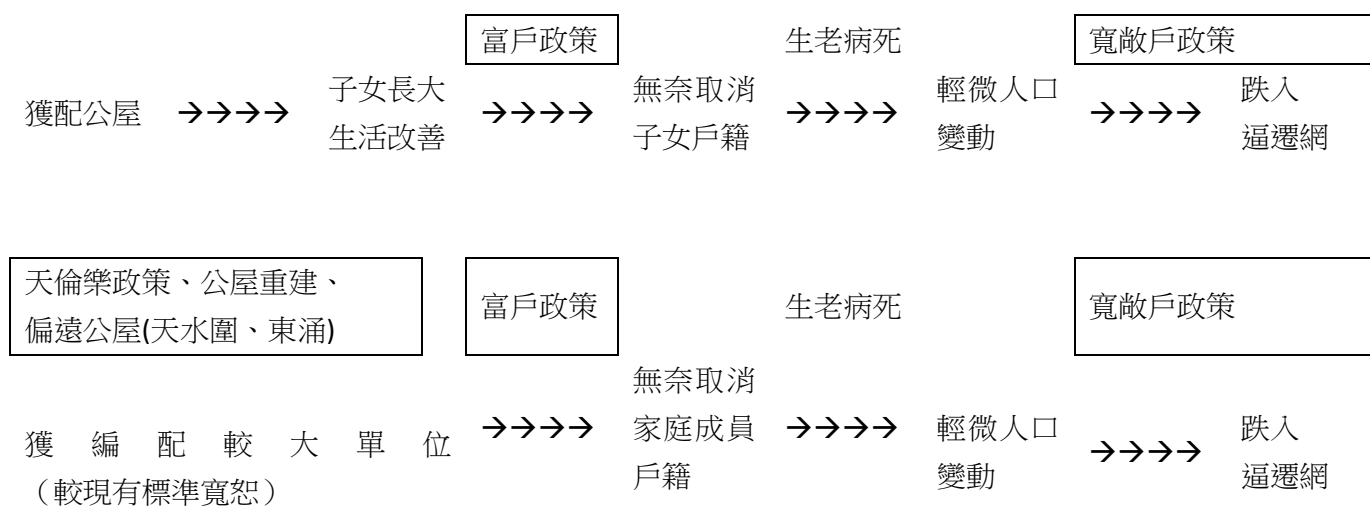 富戶政策 生老病死 寬敞戶政策
獲配公屋 →→→→ 子女長大 →→→→ 無奈取消 →→→→ 輕微人口 →→→→ 跌入
生活改善 子女戶籍 變動 逼遷網
天倫樂政策、公屋重建、
偏遠公屋(天水圍、東涌)
富戶政策 生老病死 寬敞戶政策
獲編配較大單位
（較現有標準寬恕）
→→→→ 無奈取消
家庭成員
戶籍
→→→→ 輕微人口
變動
→→→→ 跌入
逼遷網